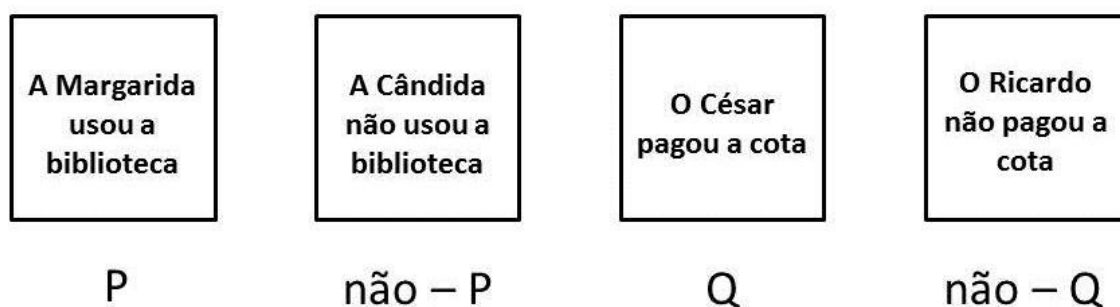 A Margarida
usou a
biblioteca
A Cândida
não usou a
biblioteca
O César
pagou a cota
O Ricardo
não pagou a
cota
P
não – P
Q
não – Q